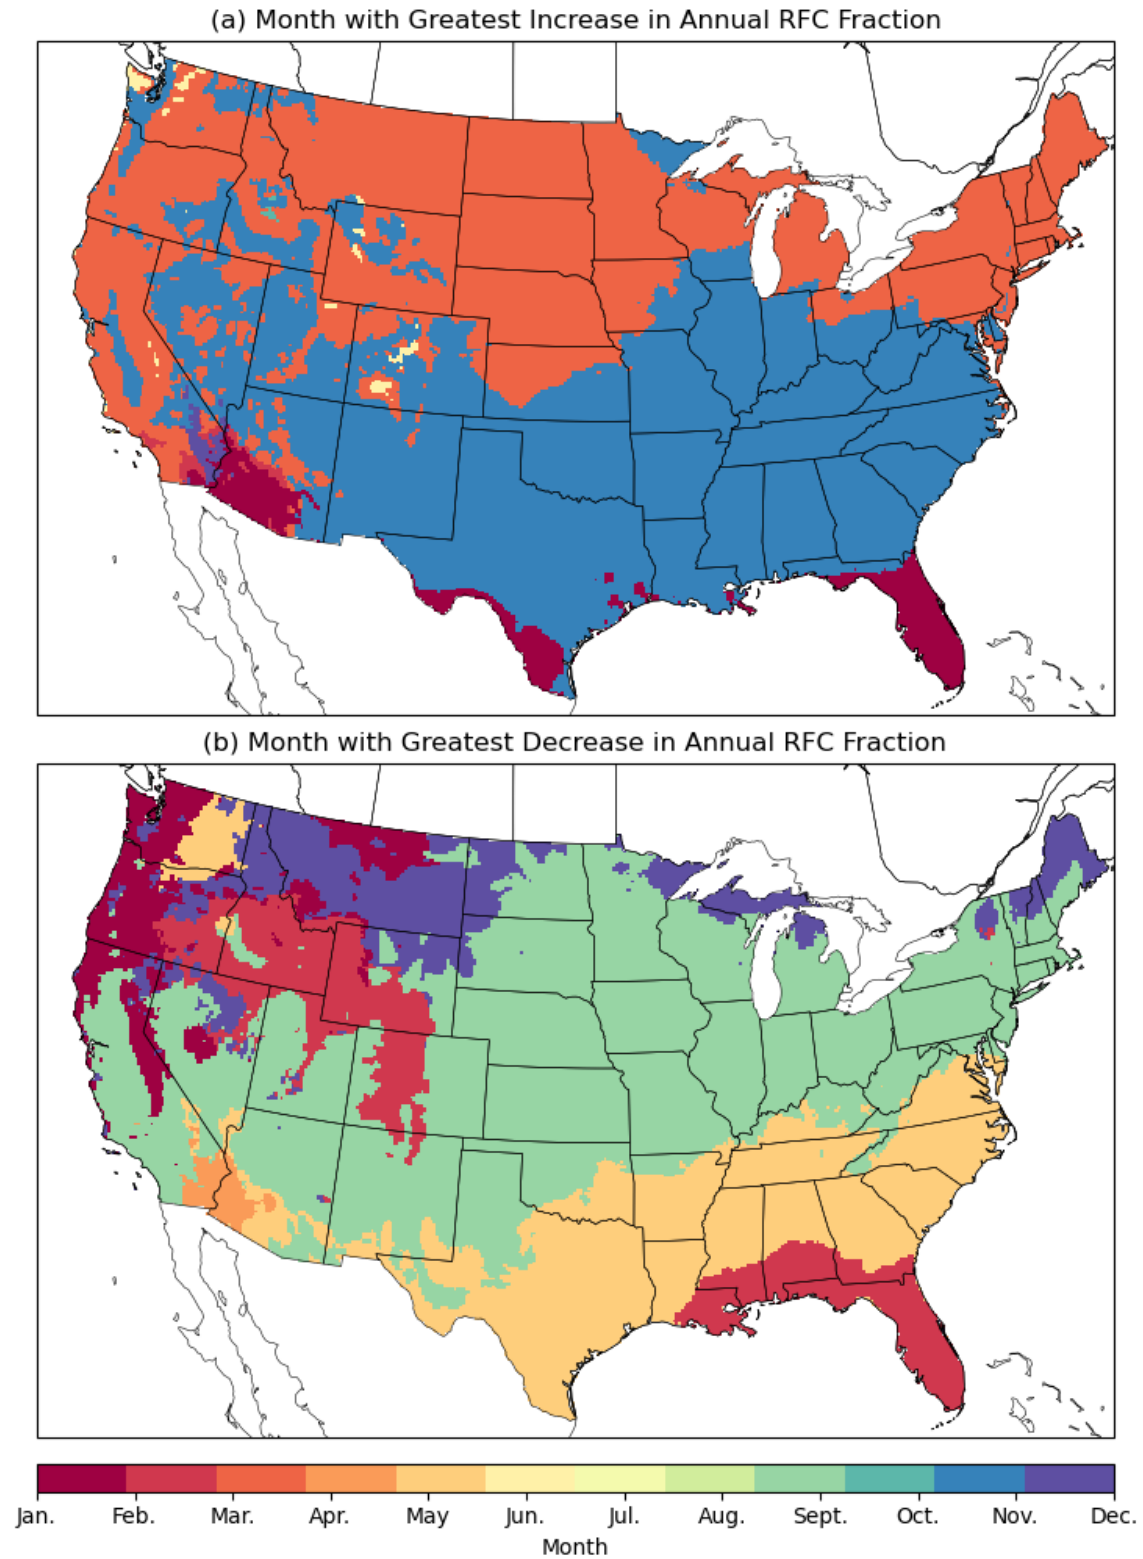 (a) Month with Greatest Increase in Annual RFC Fraction
(b) Month with Greatest Decrease in Annual RFC Fraction
Jan. Feb. Mar. Apr. May Jun. Jul. Aug. Sept. Oct. Nov. Dec.
Month